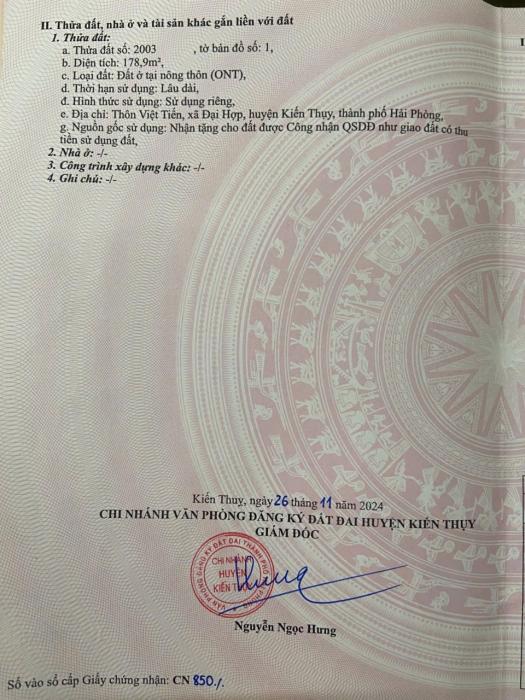 II. Thửa đất, nhà ở và tài sản khác gắn liền với đất
1. Thửa đất:
a. Thửa đất số: 2003 , tờ bản đồ số: 1,
b. Diện tích: 178,9m²,
c. Loại đất: Đất ở tại nông thôn (ONT),
d. Thời hạn sử dụng: Lâu dài,
đ. Hình thức sử dụng: Sử dụng riêng,
e. Địa chỉ: Thôn Việt Tiến, xã Đại Hợp, huyện Kiến Thụy, thành phố Hải Phòng,
g. Nguồn gốc sử dụng: Nhận tặng cho đất được Công nhận QSDĐ như giao đất có thu
tiền sử dụng đất,
2. Nhà ở: -/-
3. Công trình xây dựng khác: -/-
4. Ghi chú: -/-
Kiến Thuỵ, ngày 26 tháng 11 năm 2024
CHI NHÁNH VĂN PHÒNG ĐĂNG KÝ ĐẤT ĐAI HUYỆN KIẾN THỤY
GIÁM ĐỐC
CHI NHÁNH
HUYỆN
KIẾN
Nguyễn Ngọc Hưng
Số vào sổ cấp Giấy chứng nhận: CN 850./.